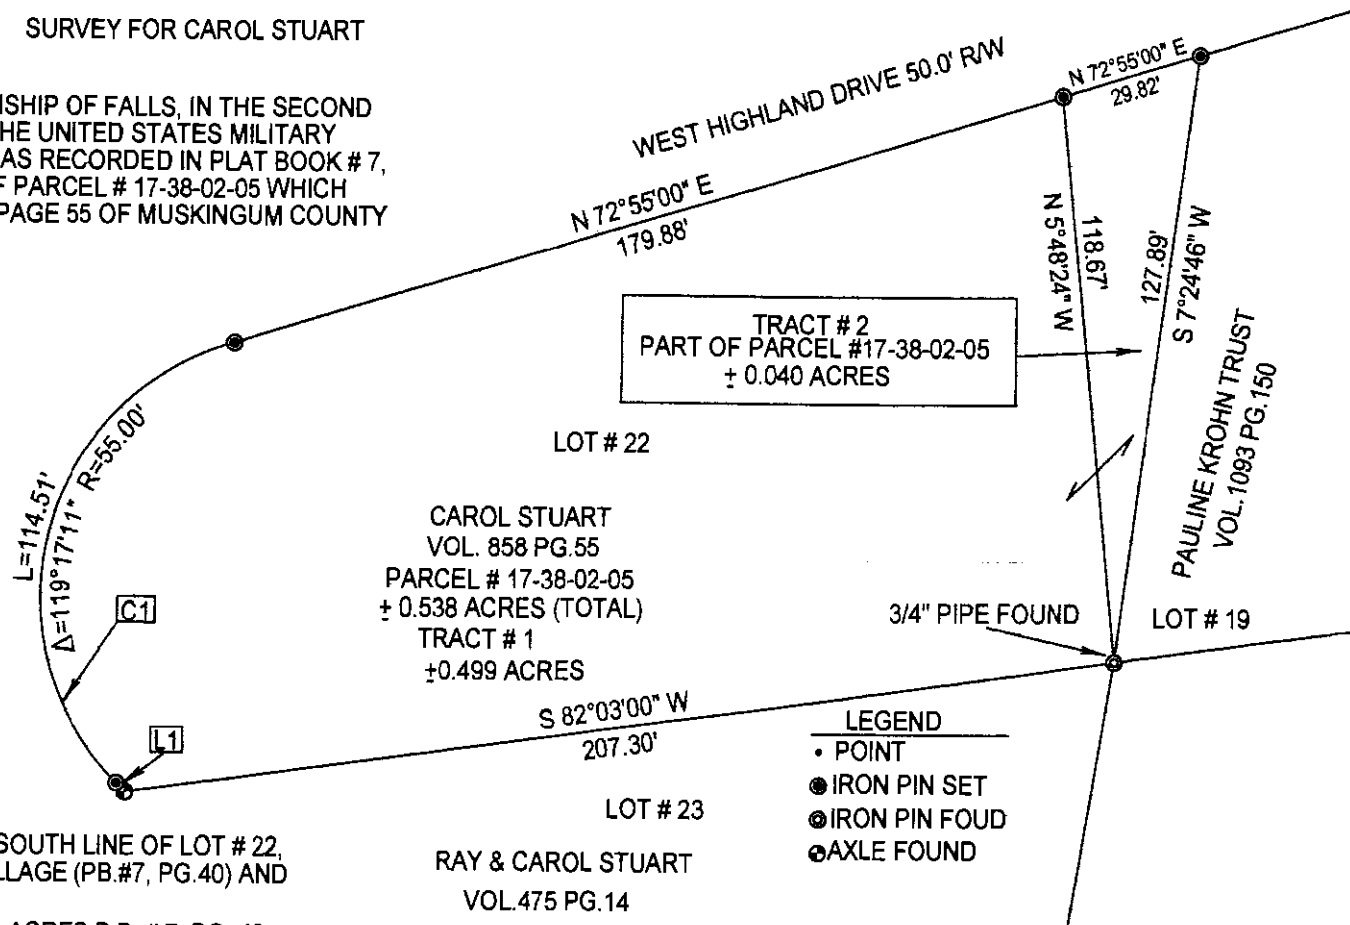 SURVEY FOR CAROL STUART
NSHIP OF FALLS, IN THE SECOND
HE UNITED STATES MILITARY
AS RECORDED IN PLAT BOOK # 7,
F PARCEL # 17-38-02-05 WHICH
PAGE 55 OF MUSKINGUM COUNTY
WEST HIGHLAND DRIVE 50.0' R/W
N 72°55'00" E
29.82'
N 72°55'00" E
179.88'
N 5°48'24" W
118.67'
127.89'
S 7°24'46" W
TRACT # 2
PART OF PARCEL #17-38-02-05
± 0.040 ACRES
PAULINE KROHN TRUST
VOL.1093 PG.150
LOT # 22
L=114.51'
Δ=119°17'11" R=55.00'
CAROL STUART
VOL. 858 PG.55
PARCEL # 17-38-02-05
± 0.538 ACRES (TOTAL)
TRACT # 1
±0.499 ACRES
C1
3/4" PIPE FOUND
LOT # 19
L1
S 82°03'00" W
207.30'
LEGEND
• POINT
IRON PIN SET
IRON PIN FOUD
AXLE FOUND
LOT # 23
RAY & CAROL STUART
VOL.475 PG.14
SOUTH LINE OF LOT # 22,
LLAGE (PB.#7, PG.40) AND